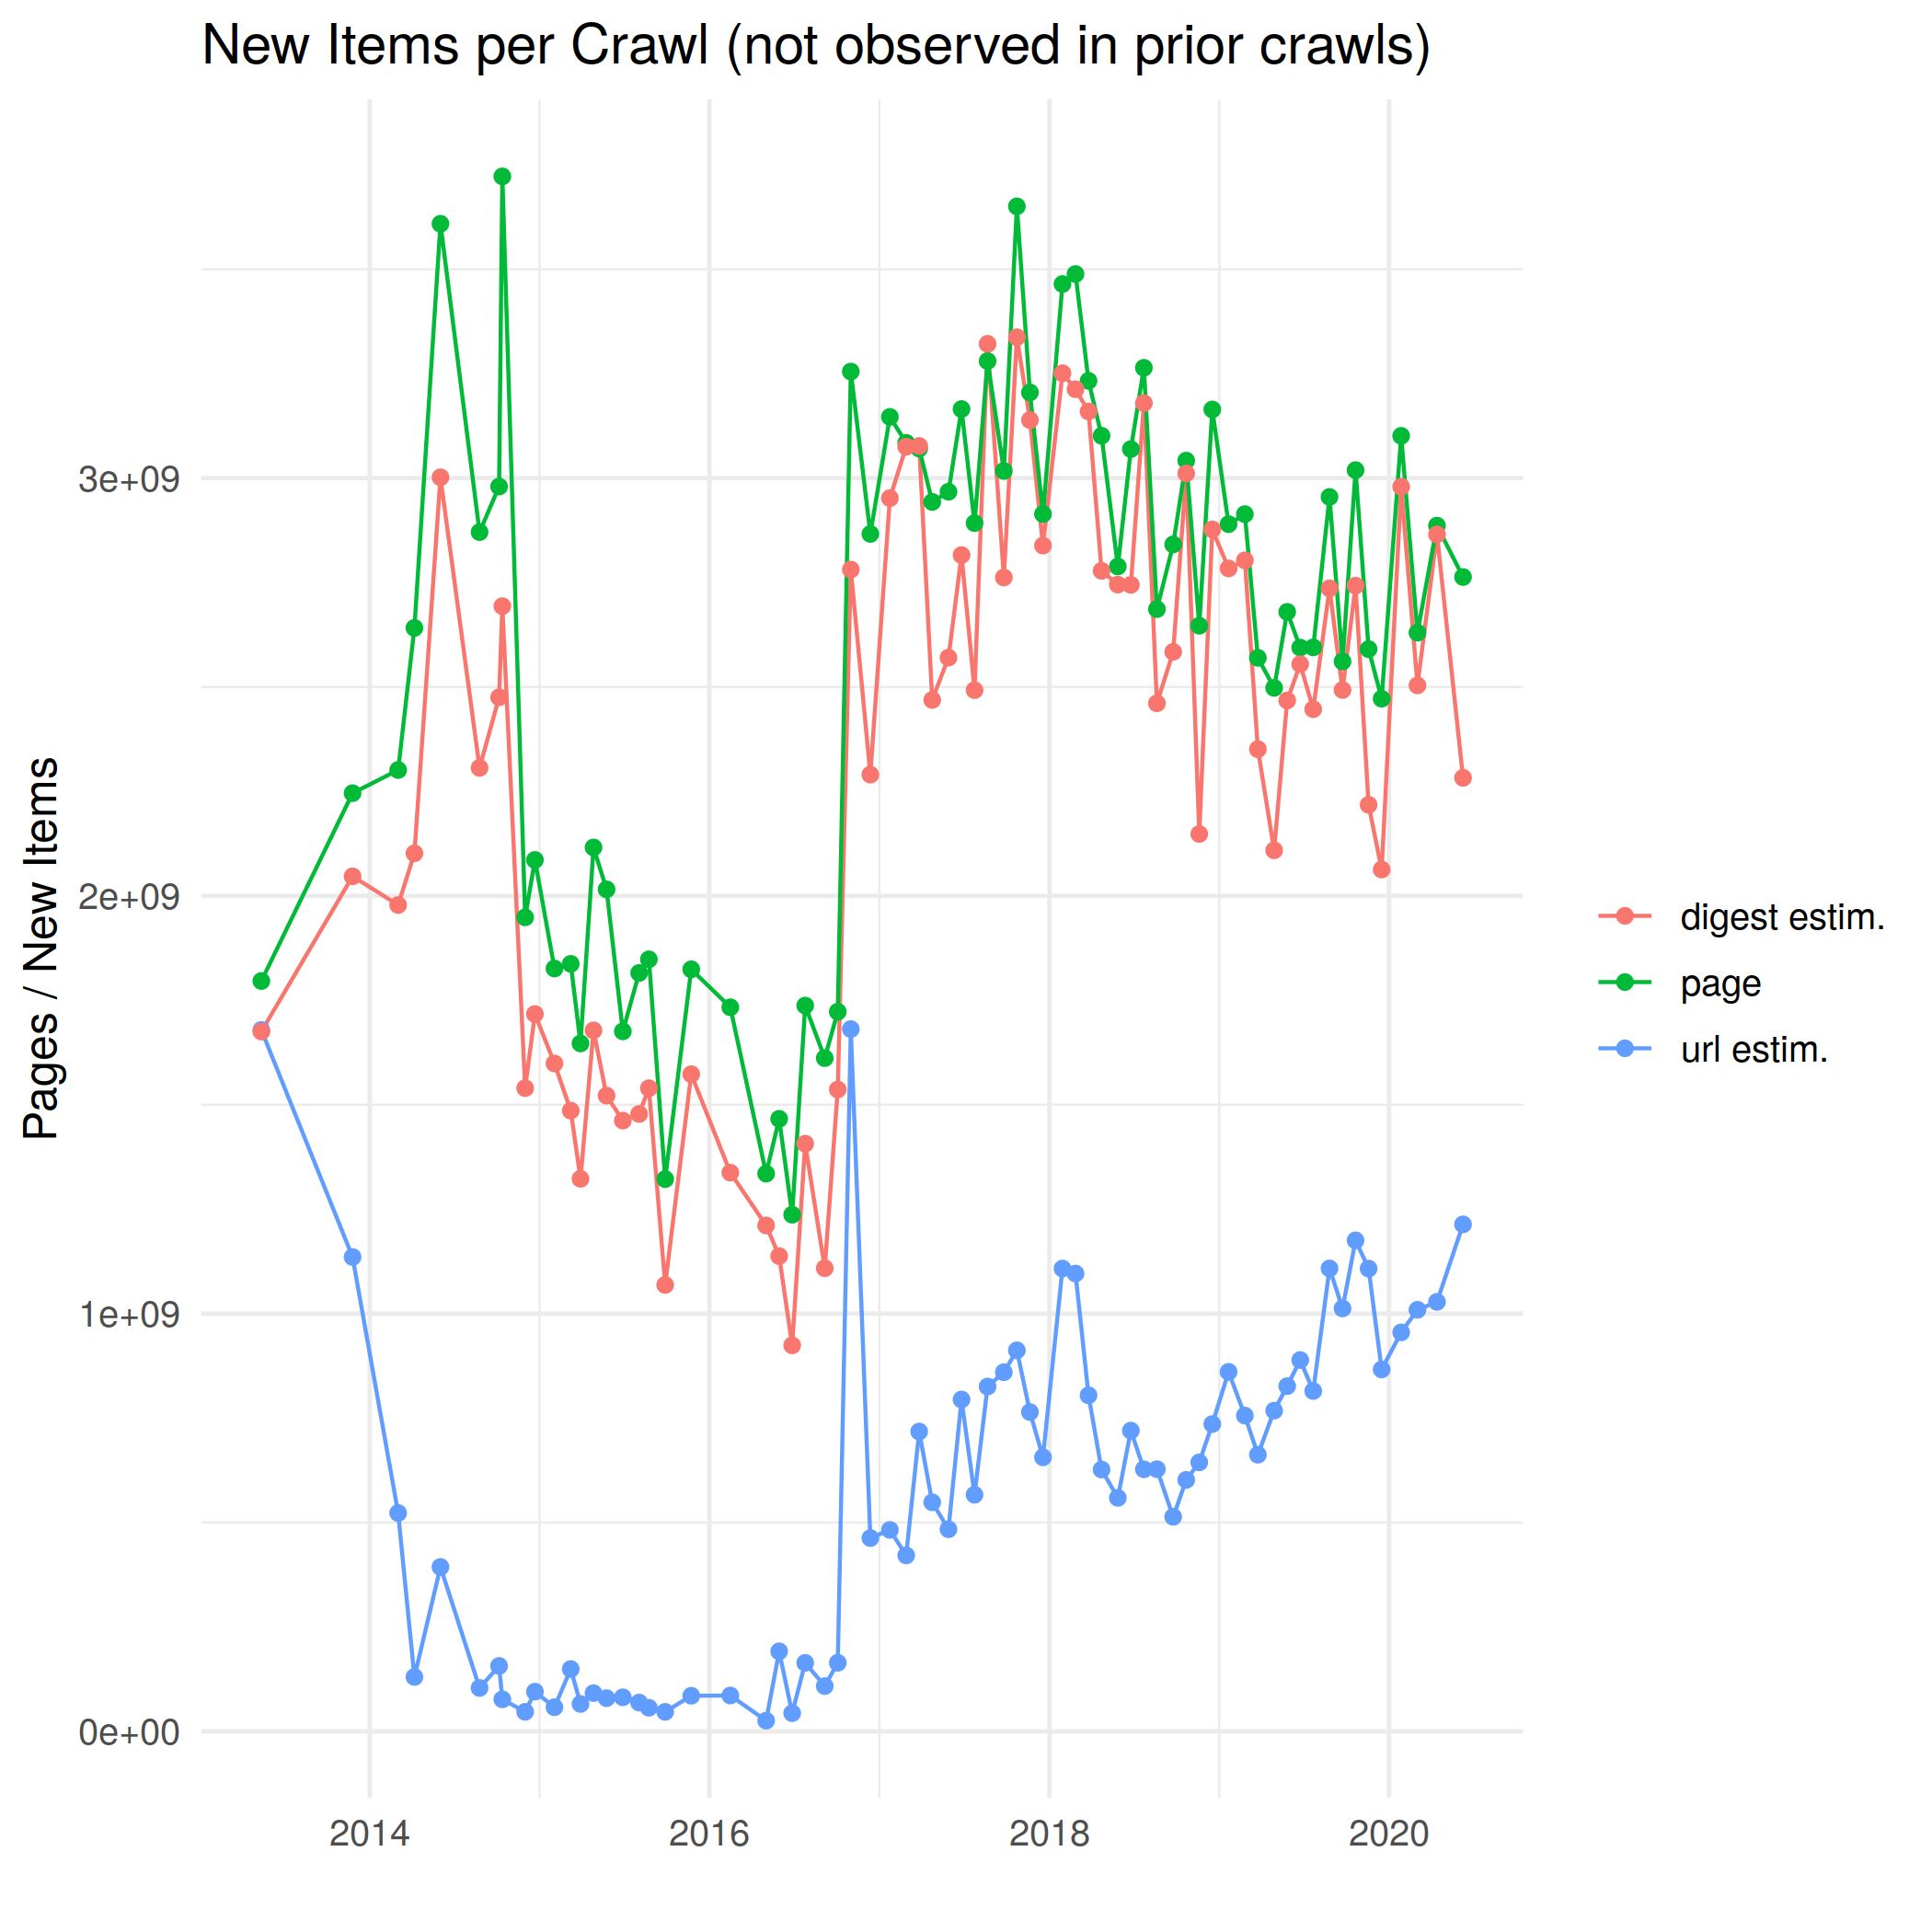 New Items per Crawl (not observed in prior crawls)
Pages / New Items
3e+09
2e+09
1e+09
0e+00
2014
2016
2018
2020
digest estim.
page
url estim.